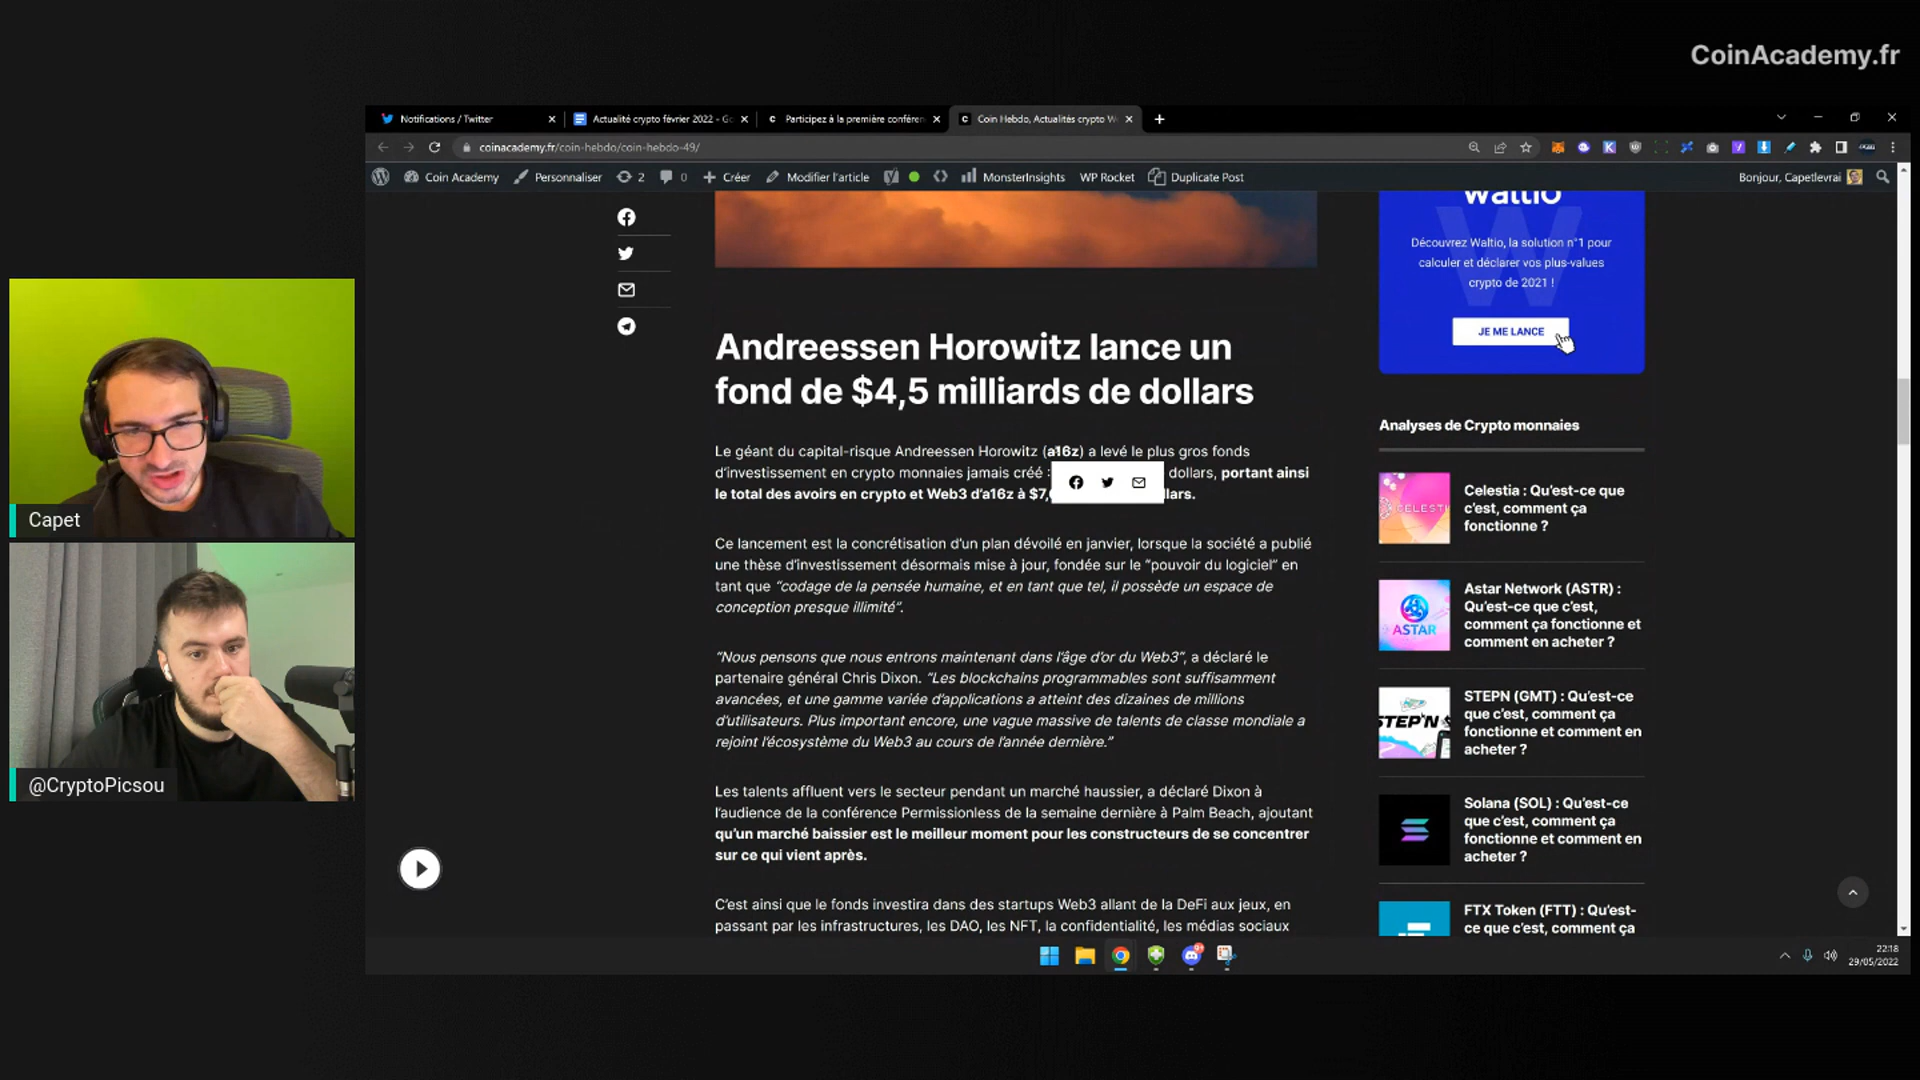 CoinAcademy.fr
Notifications / Twitter
Actualité crypto février 2022 - Go
Participez à la première conféren
Coin Hebdo, Actualités crypto W
coinacademy.fr/coin-hebdo/coin-hebdo-49/
Coin Academy
Personnaliser
2
0
Créer
Modifier l'article
MonsterInsights
WP Rocket
Duplicate Post
Bonjour, Capetlevrai
waltio
Découvrez Waltio, la solution n°1 pour
calculer et déclarer vos plus-values
crypto de 2021 !
JE ME LANCE
Andreessen Horowitz lance un
fond de $4,5 milliards de dollars
Le géant du capital-risque Andreessen Horowitz (a16z) a levé le plus gros fonds
d'investissement en crypto monnaies jamais créé : dollars, portant ainsi
le total des avoirs en crypto et Web3 d'a16z à $7,
Ce lancement est la concrétisation d'un plan dévoilé en janvier, lorsque la société a publié
une thèse d'investissement désormais mise à jour, fondée sur le "pouvoir du logiciel" en
tant que "codage de la pensée humaine, et en tant que tel, il possède un espace de
conception presque illimité".
"Nous pensons que nous entrons maintenant dans l'âge d'or du Web3", a déclaré le
partenaire général Chris Dixon. "Les blockchains programmables sont suffisamment
avancées, et une gamme variée d'applications a atteint des dizaines de millions
d'utilisateurs. Plus important encore, une vague massive de talents de classe mondiale a
rejoint l'écosystème du Web3 au cours de l'année dernière."
Les talents affluent vers le secteur pendant un marché haussier, a déclaré Dixon à
l'audience de la conférence Permissionless de la semaine dernière à Palm Beach, ajoutant
qu'un marché baissier est le meilleur moment pour les constructeurs de se concentrer
sur ce qui vient après.
C'est ainsi que le fonds investira dans des startups Web3 allant de la DeFi aux jeux, en
passant par les infrastructures, les DAO, les NFT, la confidentialité, les médias sociaux
Analyses de Crypto monnaies
CELESTI
Celestia : Qu'est-ce que
c'est, comment ça
fonctionne ?
ASTAR
Astar Network (ASTR) :
Qu'est-ce que c'est,
comment ça fonctionne et
comment en acheter ?
STEPN
STEPN (GMT) : Qu'est-ce
que c'est, comment ça
fonctionne et comment en
acheter ?
Solana (SOL) : Qu'est-ce
que c'est, comment ça
fonctionne et comment en
acheter ?
FTX Token (FTT) : Qu'est-
ce que c'est, comment ça
Capet
@CryptoPicsou
22:18
29/05/2022